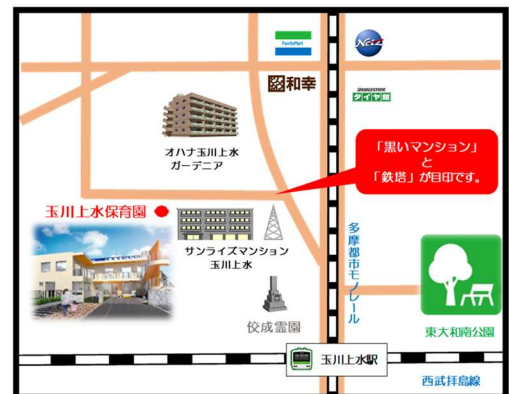 FamilyMart
Netz
和幸
BRIDGESTONE
タイヤ館
オハナ玉川上水
ガーデニア
「黒いマンション」
と
「鉄塔」が目印です。
玉川上水保育園
サンライズマンション
玉川上水
多摩都市モノレール
佼成霊園
東大和南公園
玉川上水駅
西武拝島線